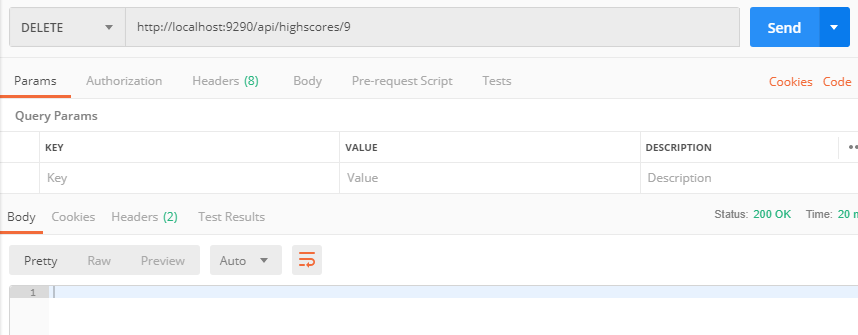 DELETE http://localhost:9290/api/highscores/9 Send
Params Authorization Headers (8) Body Pre-request Script Tests Cookies Code
Query Params
KEY VALUE DESCRIPTION
Key Value Description
Body Cookies Headers (2) Test Results Status: 200 OK Time: 20
Pretty Raw Preview Auto
1